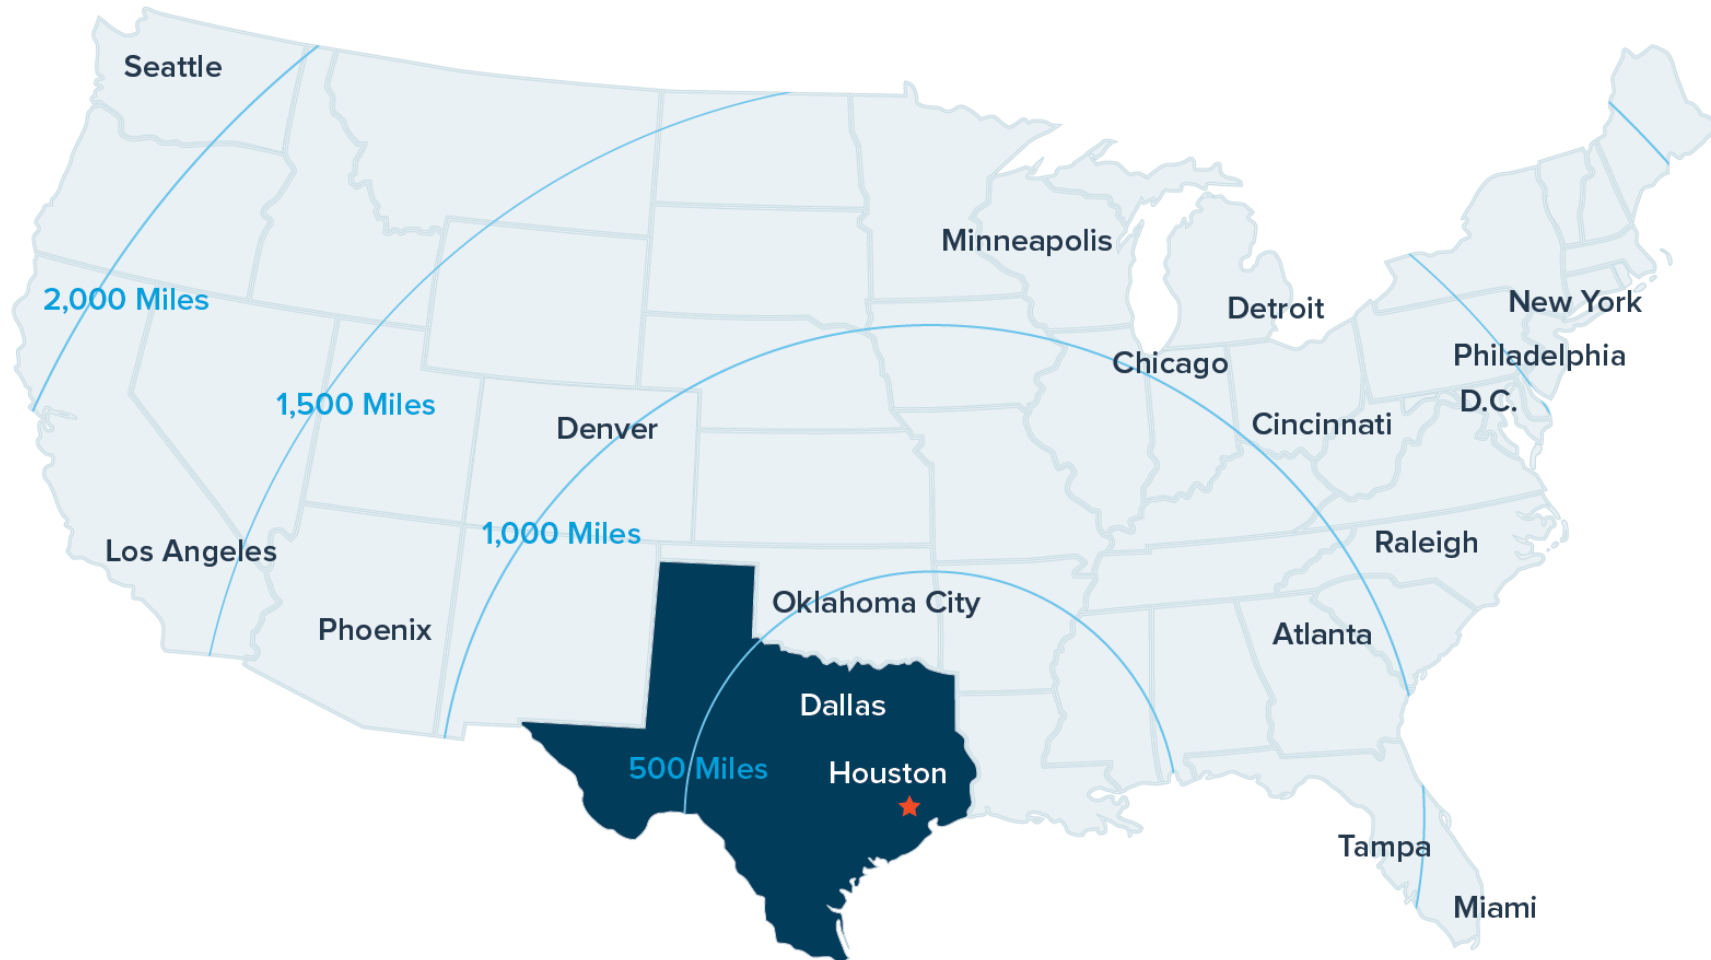 Seattle
Minneapolis
2,000 Miles
New York
Detroit
Philadelphia
Chicago
1,500 Miles
D.C.
Denver
Cincinnati
1,000 Miles
Raleigh
Los Angeles
Oklahoma City
Phoenix
Atlanta
Dallas
500 Miles
Houston
Tampa
Miami